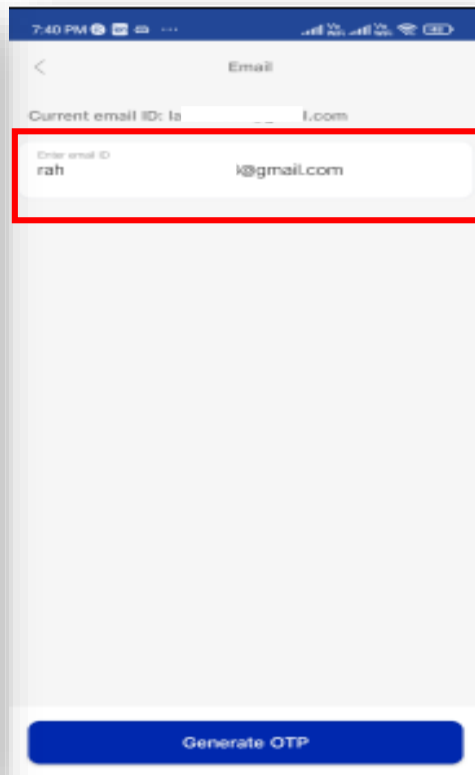 7:40 PM
Email
Current email ID: la l.com
Enter email ID
rah @gmail.com
Generate OTP